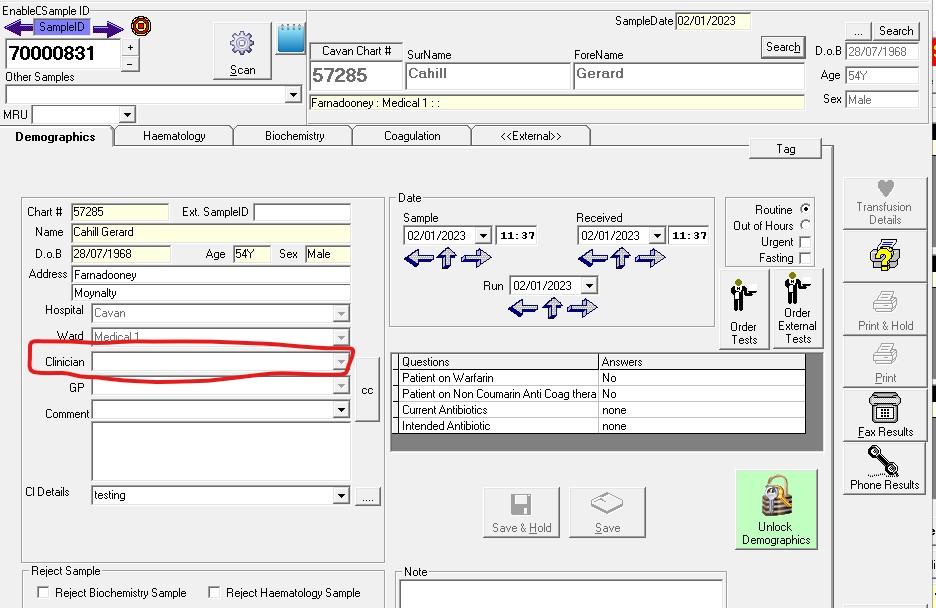 EnableCSample ID
SampleID
70000831
+
-
Other Samples
MRU
Scan
SampleDate 02/01/2023
Cavan Chart #
SurName
ForeName
Search
57285
Cahill
Gerard
Farnadooney : Medical 1 : :
...
Search
D.o.B 28/07/1968
Age 54Y
Sex Male
Demographics
Haematology
Biochemistry
Coagulation
<<External>>
Tag
Chart # 57285
Ext. SampleID
Name Cahill Gerard
D.o.B 28/07/1968 Age 54Y Sex Male
Address Farnadooney
Moynalty
Hospital Cavan
Ward Medical 1
Clinician
GP
cc
Comment
Cl Details testing
....
Date
Sample
02/01/2023 11:37
Received
02/01/2023 11:37
Run 02/01/2023
Routine
Out of Hours
Urgent
Fasting
Order
Tests
Order
External
Tests
Questions Answers
Patient on Warfarin No
Patient on Non Coumarin Anti Coag thera No
Current Antibiotics none
Intended Antibiotic none
Save & Hold
Save
Unlock
Demographics
Transfusion
Details
Print & Hold
Print
Fax Results
Phone Results
Reject Sample
Reject Biochemistry Sample
Reject Haematology Sample
Note